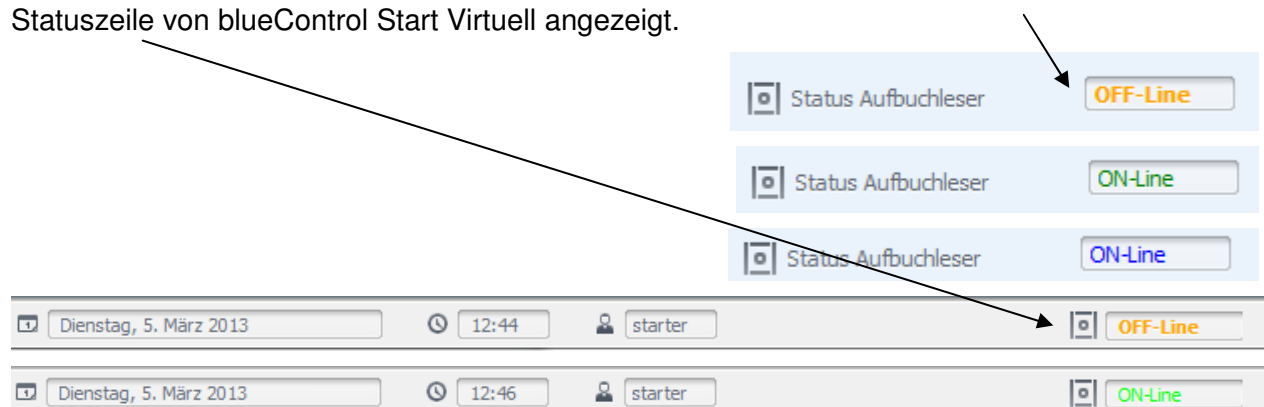 Statuszeile von blueControl Start Virtuell angezeigt.
Status Aufbuchleser OFF-Line
Status Aufbuchleser ON-Line
Status Aufbuchleser ON-Line
Dienstag, 5. März 2013 12:44 starter OFF-Line
Dienstag, 5. März 2013 12:46 starter ON-Line